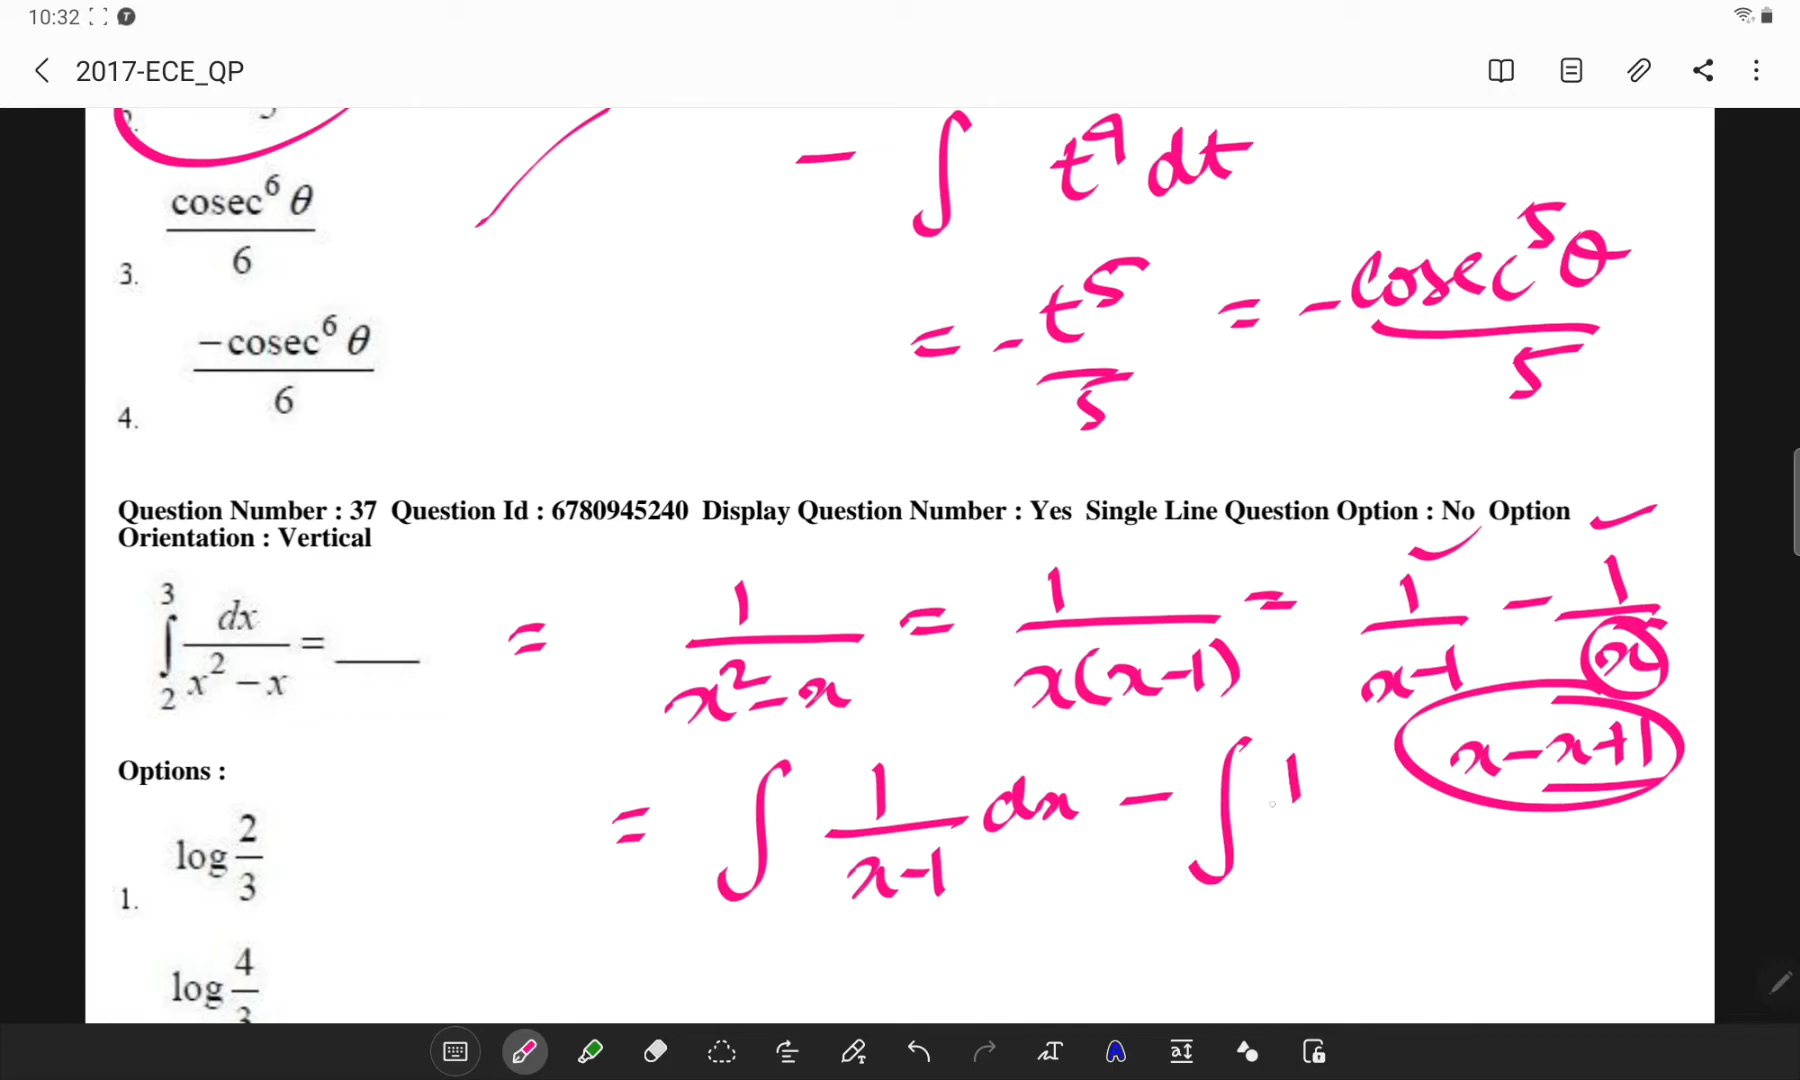 10:32
2017-ECE_QP
2.
5
3. cosec⁶ θ / 6
4. −cosec⁶ θ / 6
− ∫ t⁴ dt
= - t⁵/5 = - cosec⁵θ / 5
Question Number : 37 Question Id : 6780945240 Display Question Number : Yes Single Line Question Option : No Option
Orientation : Vertical
∫₂³ dx / (x² − x) = ____
= 1/(x²-x) = 1/(x(x-1)) = 1/(x-1) - 1/x
x-x+1
= ∫ 1/(x-1) dx - ∫ 1
Options :
1. log 2/3
log 4/3